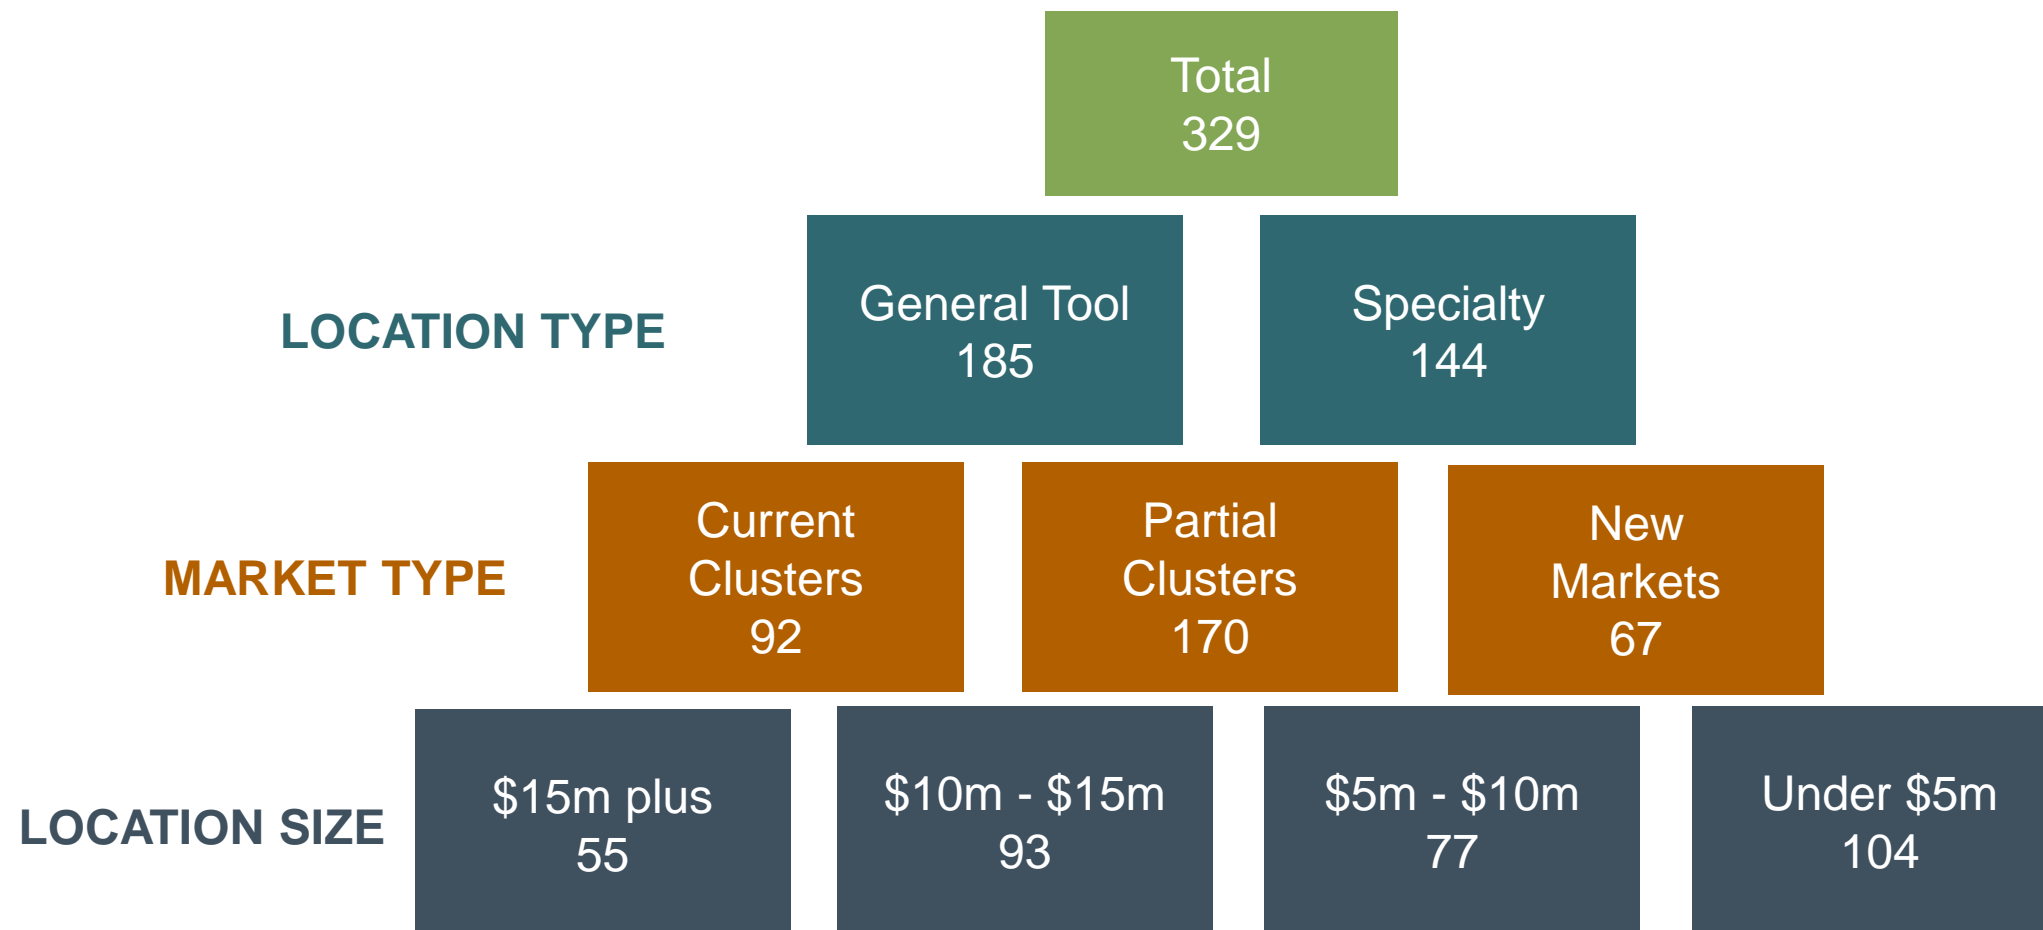 Total
329
LOCATION TYPE
General Tool
185
Specialty
144
MARKET TYPE
Current
Clusters
92
Partial
Clusters
170
New
Markets
67
LOCATION SIZE
$15m plus
55
$10m - $15m
93
$5m - $10m
77
Under $5m
104